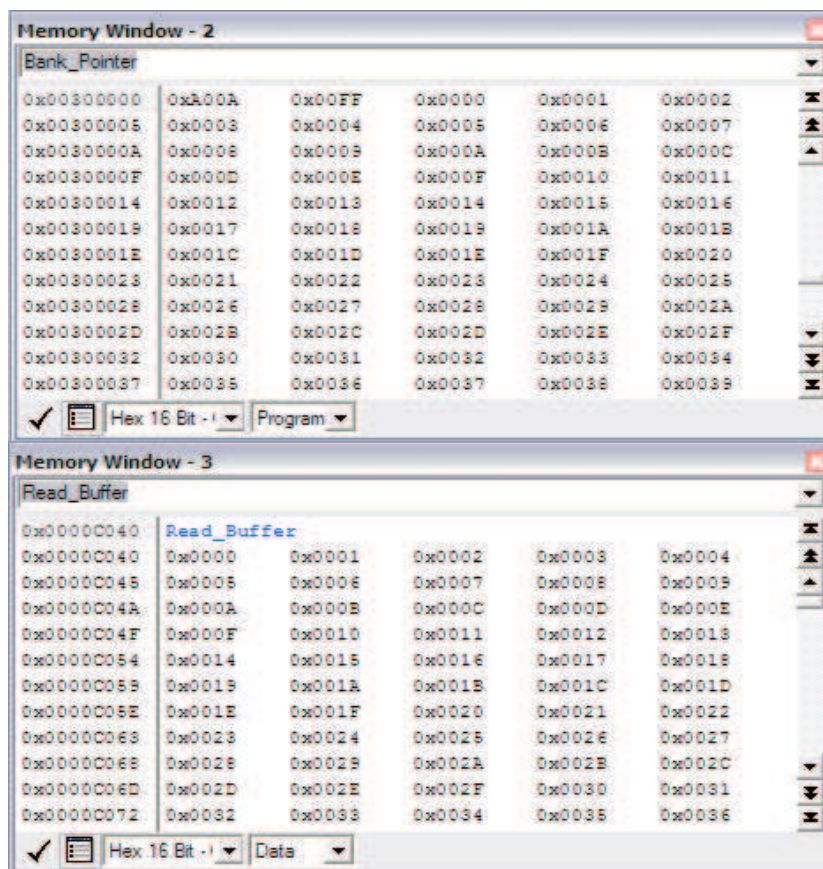 Memory Window - 2
Bank_Pointer
0x00300000 0xA00A 0x00FF 0x0000 0x0001 0x0002
0x00300005 0x0003 0x0004 0x0005 0x0006 0x0007
0x0030000A 0x0008 0x0009 0x000A 0x000B 0x000C
0x0030000F 0x000D 0x000E 0x000F 0x0010 0x0011
0x00300014 0x0012 0x0013 0x0014 0x0015 0x0016
0x00300019 0x0017 0x0018 0x0019 0x001A 0x001B
0x0030001E 0x001C 0x001D 0x001E 0x001F 0x0020
0x00300023 0x0021 0x0022 0x0023 0x0024 0x0025
0x00300028 0x0026 0x0027 0x0028 0x0029 0x002A
0x0030002D 0x002B 0x002C 0x002D 0x002E 0x002F
0x00300032 0x0030 0x0031 0x0032 0x0033 0x0034
0x00300037 0x0035 0x0036 0x0037 0x0038 0x0039
Hex 16 Bit - Program
Memory Window - 3
Read_Buffer
0x0000C040 Read_Buffer
0x0000C040 0x0000 0x0001 0x0002 0x0003 0x0004
0x0000C045 0x0005 0x0006 0x0007 0x0008 0x0009
0x0000C04A 0x000A 0x000B 0x000C 0x000D 0x000E
0x0000C04F 0x000F 0x0010 0x0011 0x0012 0x0013
0x0000C054 0x0014 0x0015 0x0016 0x0017 0x0018
0x0000C059 0x0019 0x001A 0x001B 0x001C 0x001D
0x0000C05E 0x001E 0x001F 0x0020 0x0021 0x0022
0x0000C063 0x0023 0x0024 0x0025 0x0026 0x0027
0x0000C068 0x0028 0x0029 0x002A 0x002B 0x002C
0x0000C06D 0x002D 0x002E 0x002F 0x0030 0x0031
0x0000C072 0x0032 0x0033 0x0034 0x0035 0x0036
Hex 16 Bit - Data